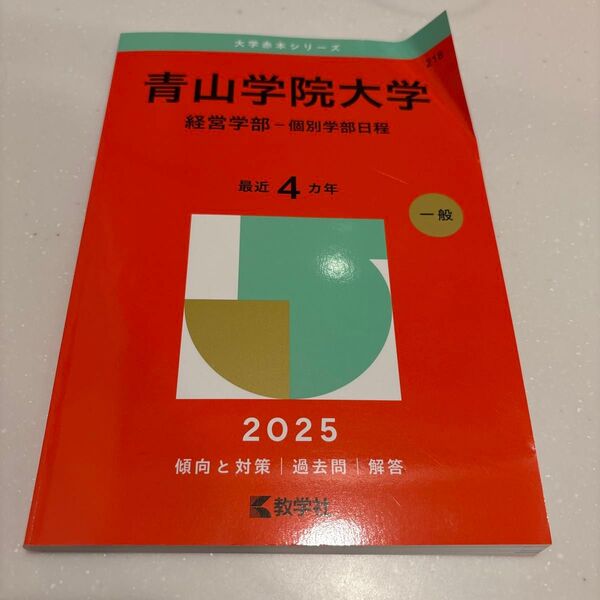 大学赤本シリーズ
218
青山学院大学
経営学部−個別学部日程
最近 4 カ年
一般
2025
傾向と対策|過去問|解答
教学社